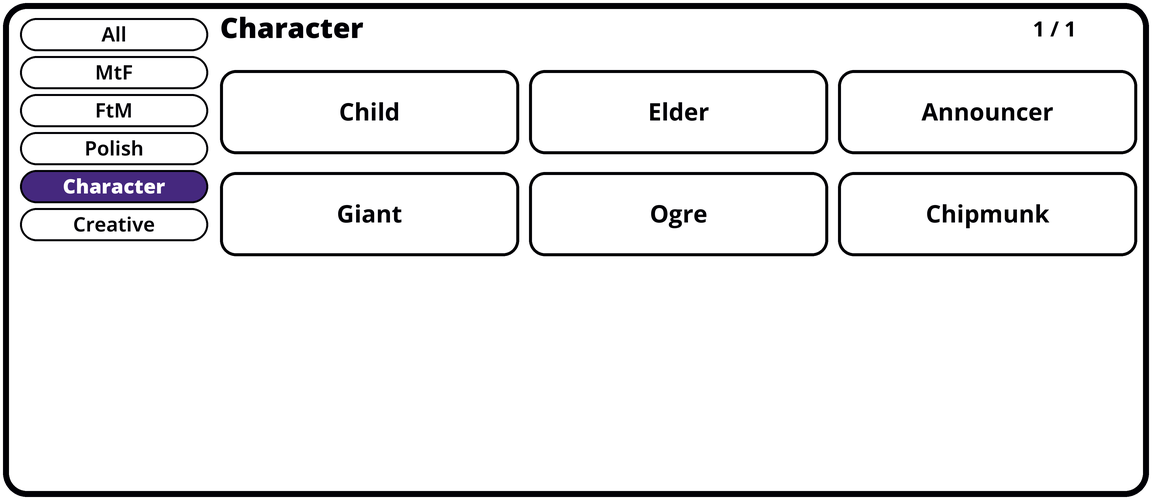 All
MtF
FtM
Polish
Character
Creative
Character
1 / 1
Child
Elder
Announcer
Giant
Ogre
Chipmunk